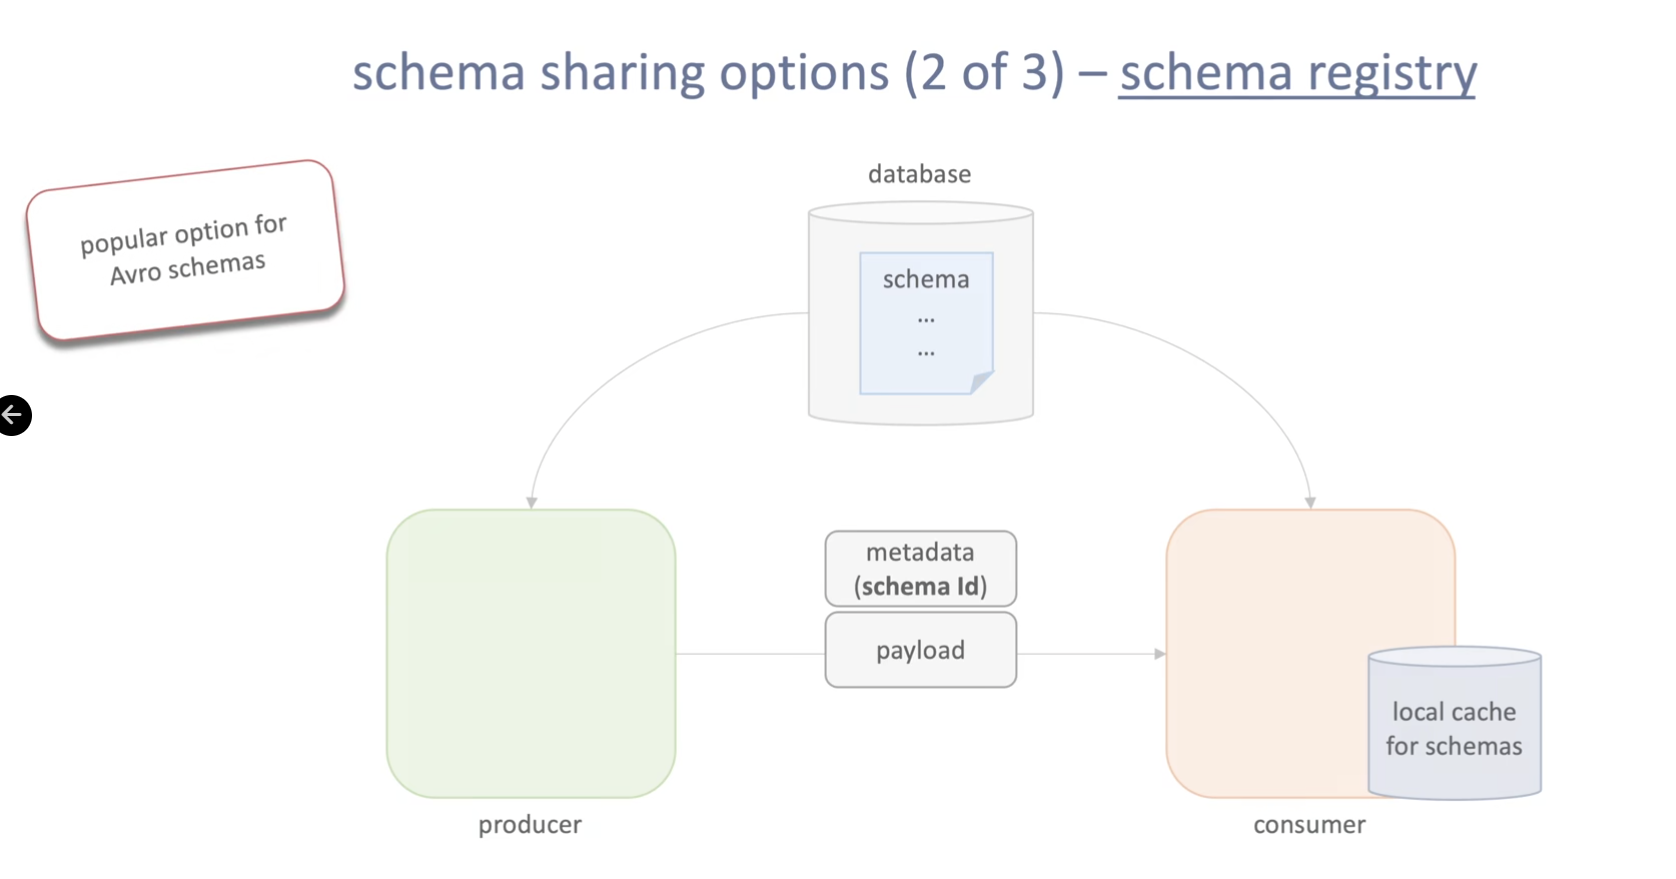 schema sharing options (2 of 3) – schema registry
popular option for
Avro schemas
database
schema
...
...
metadata
(schema Id)
payload
local cache
for schemas
producer
consumer